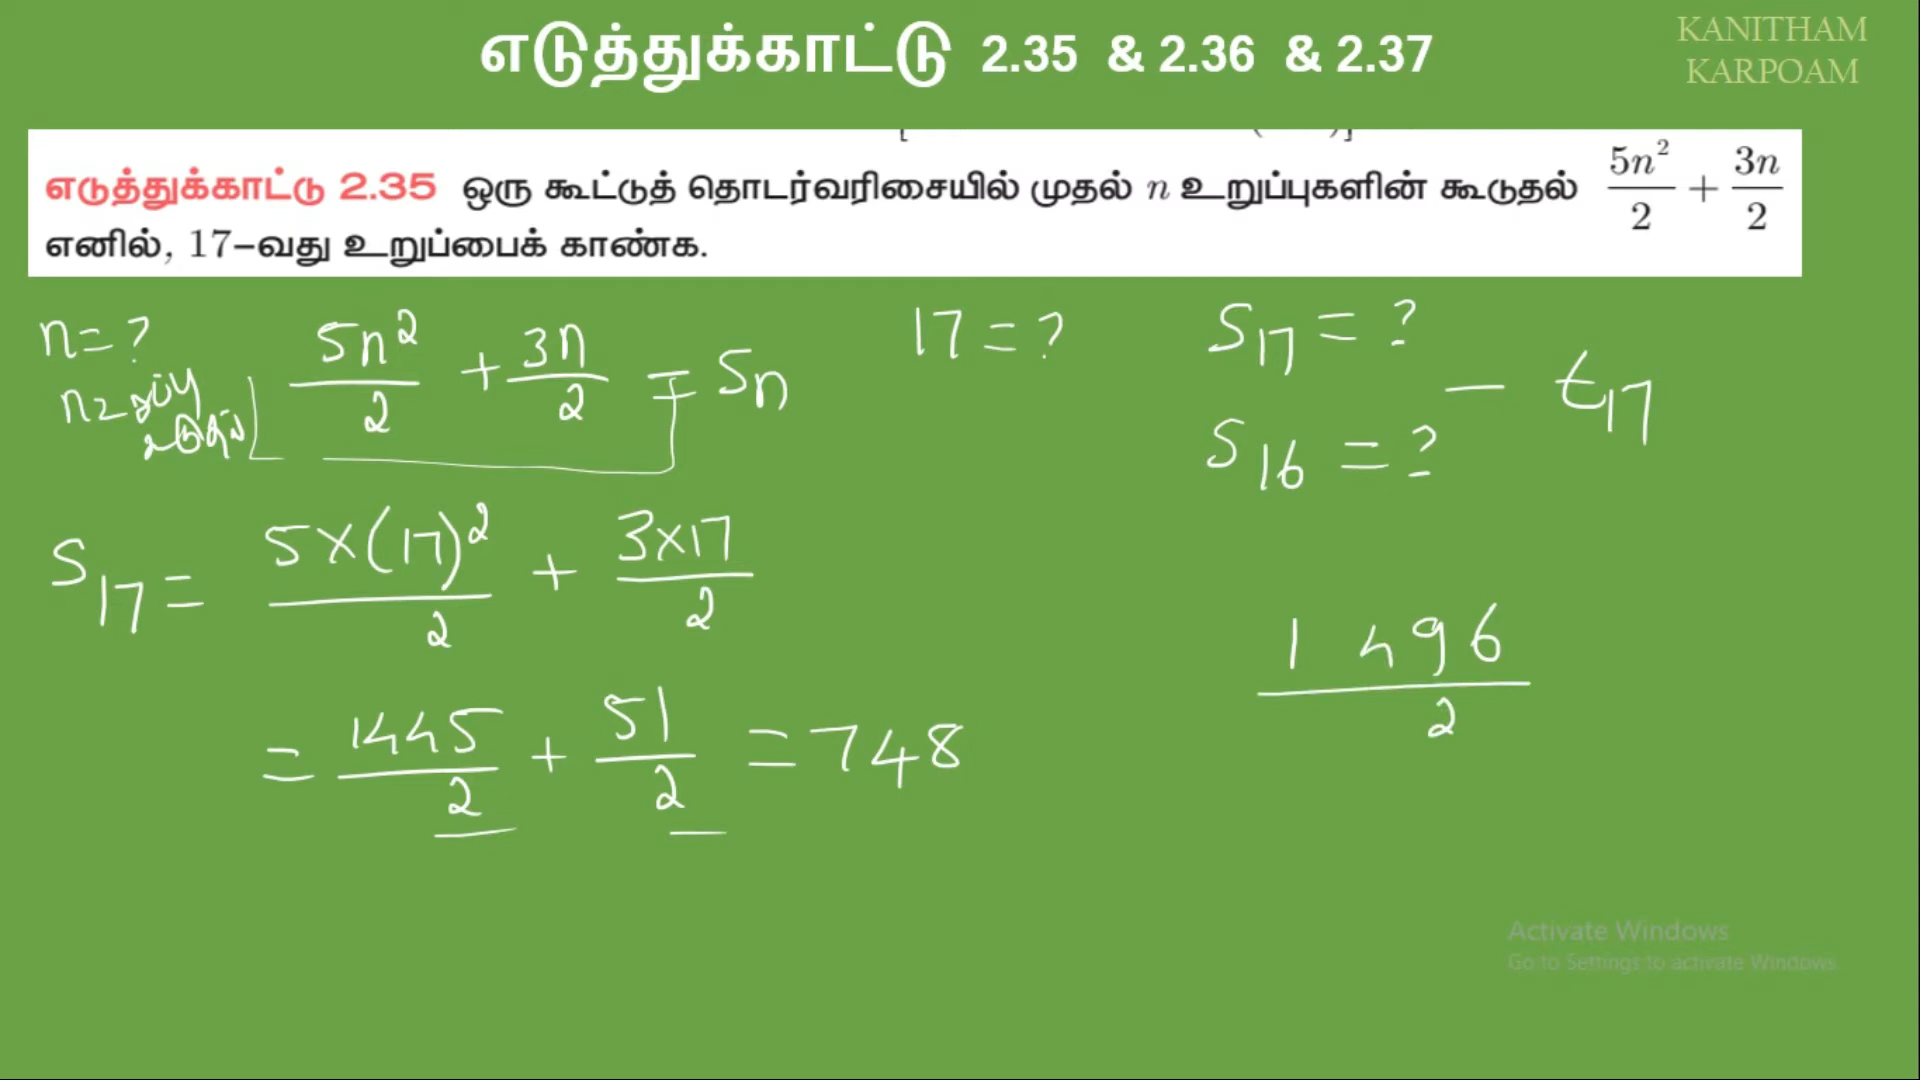 எடுத்துக்காட்டு 2.35 & 2.36 & 2.37
KANITHAM
KARPOAM
எடுத்துக்காட்டு 2.35 ஒரு கூட்டுத் தொடர்வரிசையில் முதல் n உறுப்புகளின் கூடுதல் 5n²/2 + 3n/2
எனில், 17–வது உறுப்பைக் காண்க.
n = ?
5n²/2 + 3n/2 = Sn
17 = ?
S17 = ?
S16 = ?
— t17
S17 = 5×(17)²/2 + 3×17/2
= 1445/2 + 51/2 = 748
1496/2
Activate Windows
Go to Settings to activate Windows.